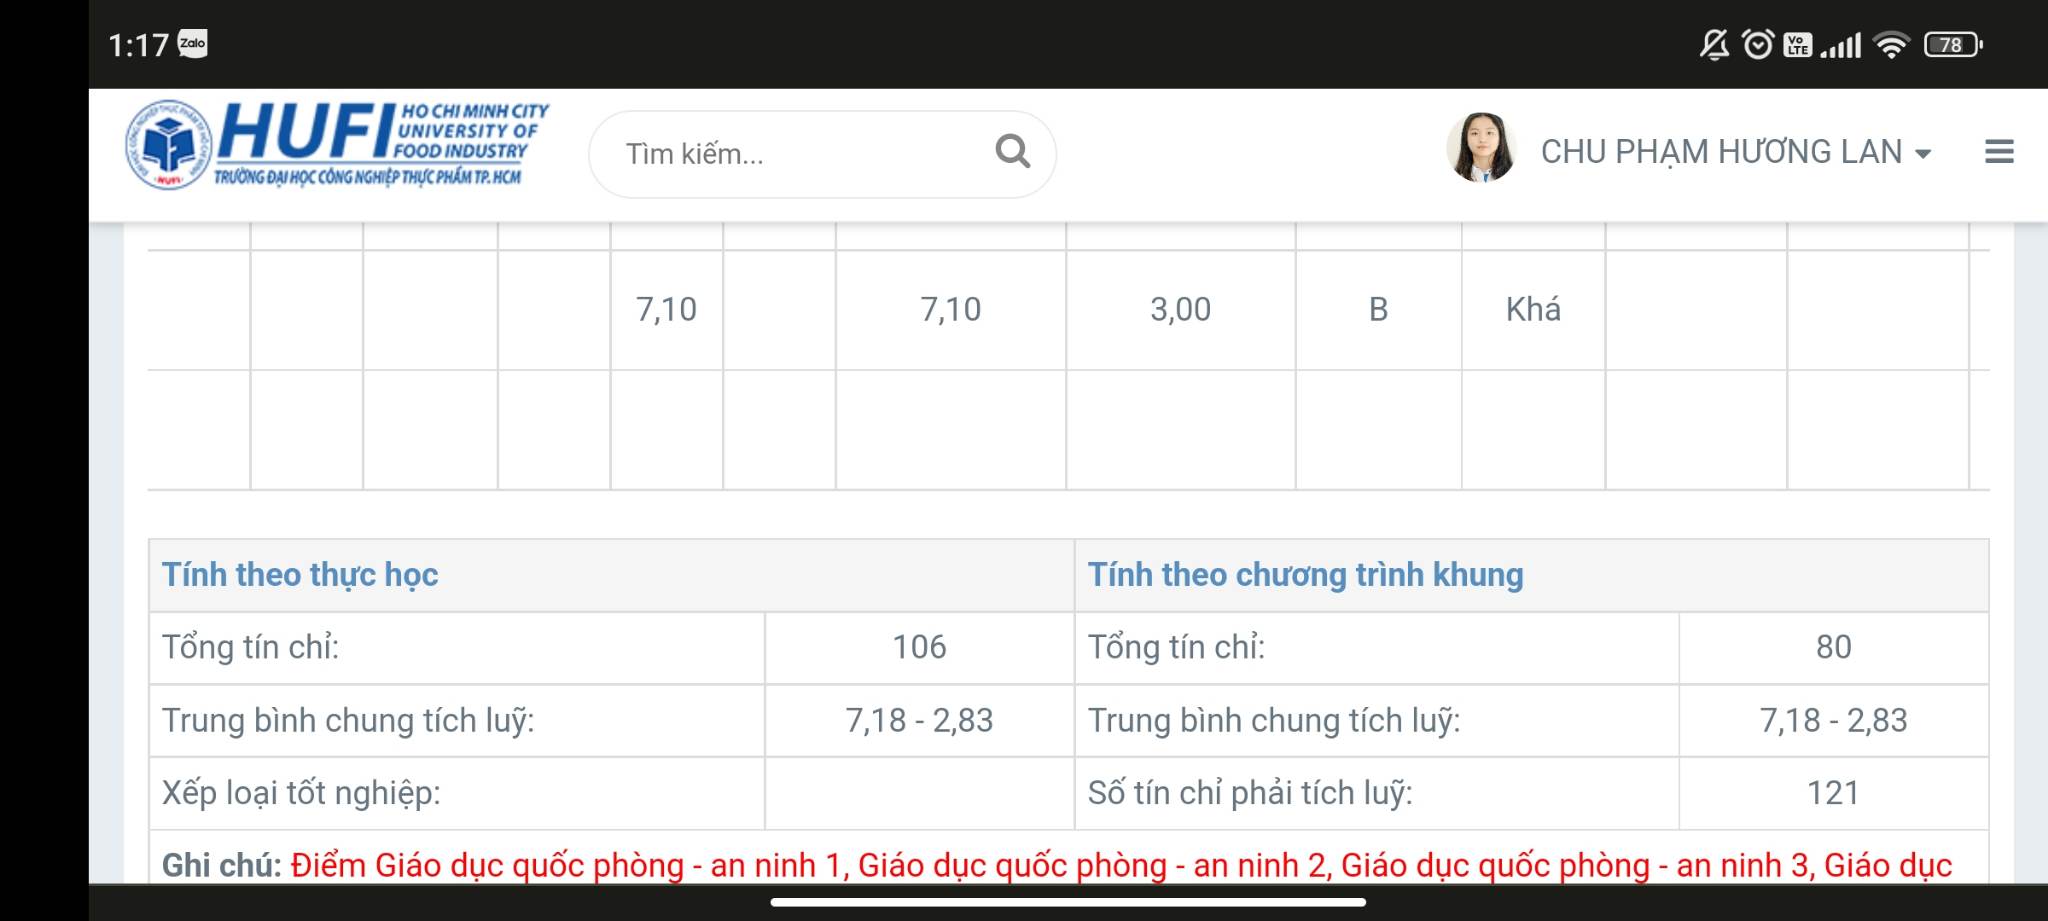 1:17 Zalo
Vo LTE 78
HUFI HO CHI MINH CITY
UNIVERSITY OF
FOOD INDUSTRY
TRƯỜNG ĐẠI HỌC CÔNG NGHIỆP THỰC PHẨM TP. HCM
HUFI
Tìm kiếm...
CHU PHẠM HƯƠNG LAN
7,10 7,10 3,00 B Khá
Tính theo thực học Tính theo chương trình khung
Tổng tín chỉ: 106 Tổng tín chỉ: 80
Trung bình chung tích luỹ: 7,18 - 2,83 Trung bình chung tích luỹ: 7,18 - 2,83
Xếp loại tốt nghiệp: Số tín chỉ phải tích luỹ: 121
Ghi chú: Điểm Giáo dục quốc phòng - an ninh 1, Giáo dục quốc phòng - an ninh 2, Giáo dục quốc phòng - an ninh 3, Giáo dục